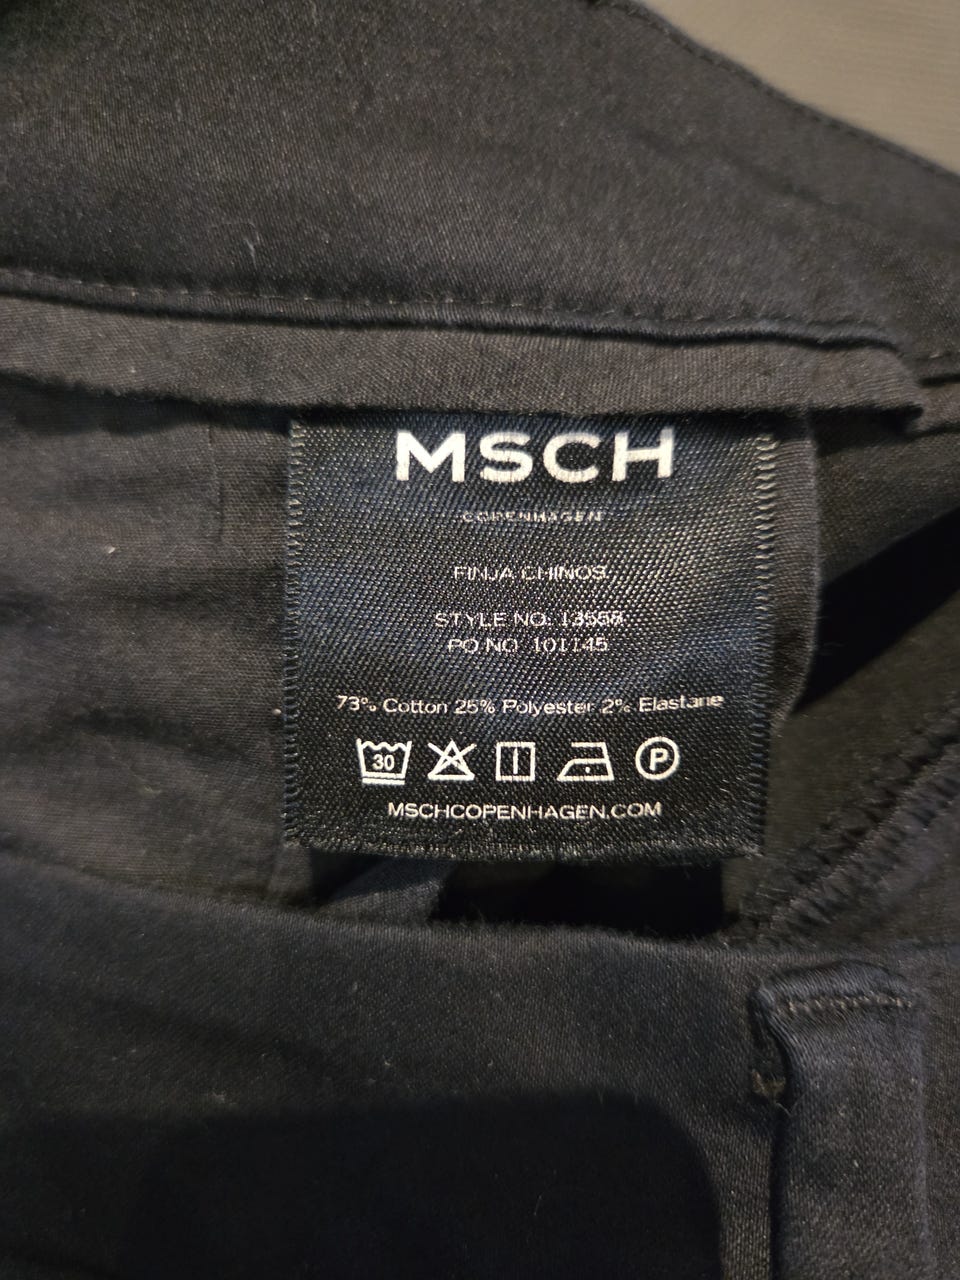 MSCH
COPENHAGEN
FINJA CHINOS
STYLE NO. 13558
PO NO 101145
73% Cotton 25% Polyester 2% Elastane
30 P
MSCHCOPENHAGEN.COM